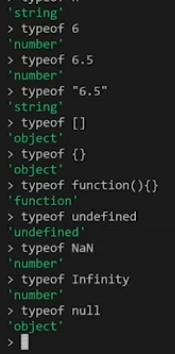 'string'
> typeof 6
'number'
> typeof 6.5
'number'
> typeof "6.5"
'string'
> typeof []
'object'
> typeof {}
'object'
> typeof function(){}
'function'
> typeof undefined
'undefined'
> typeof NaN
'number'
> typeof Infinity
'number'
> typeof null
'object'
>